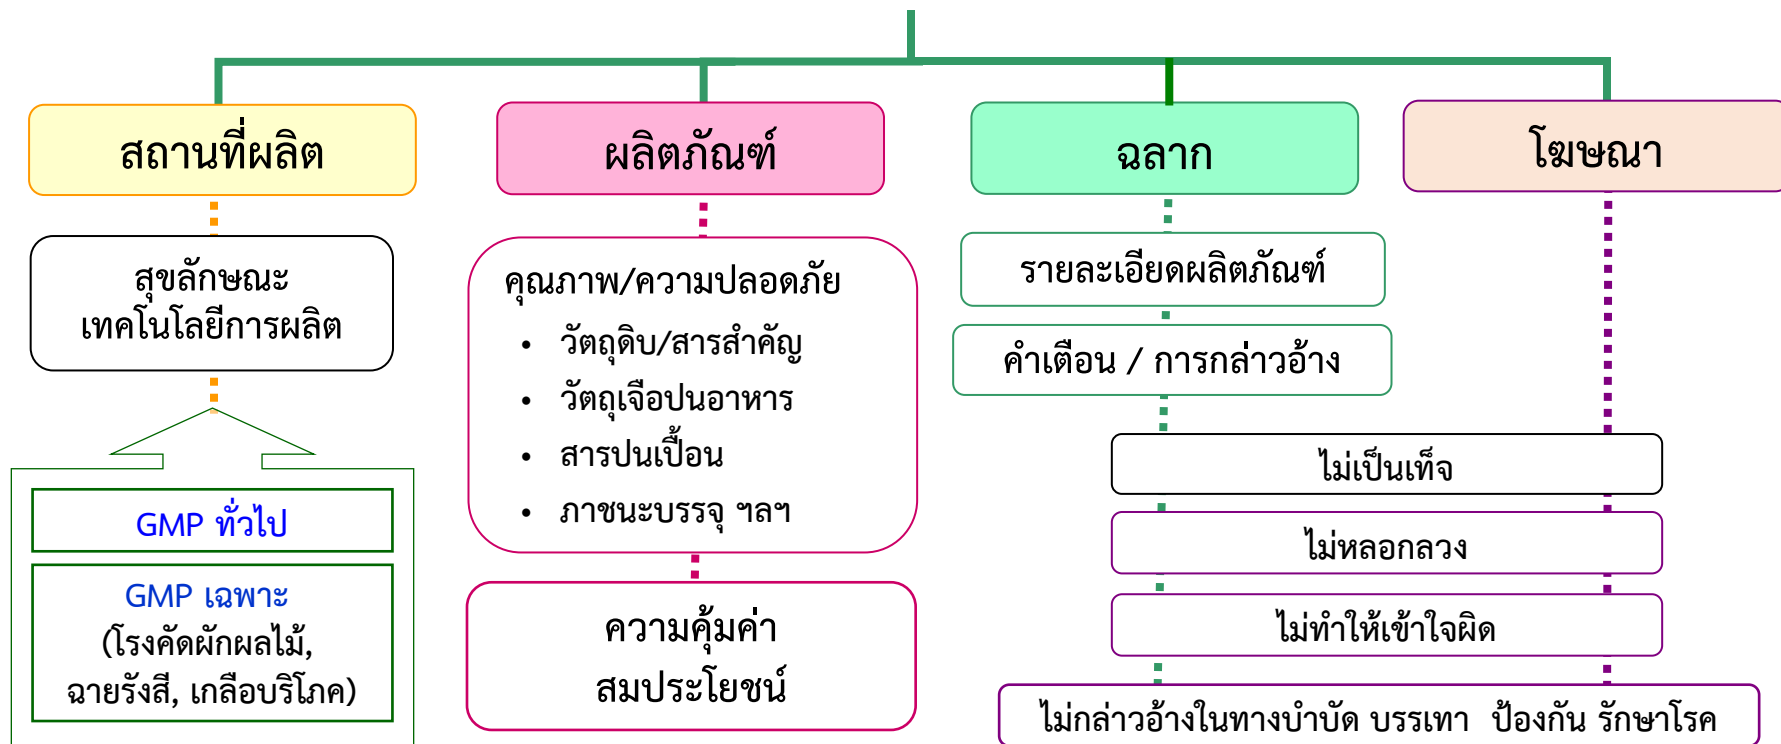 สถานที่ผลิต
สุขลักษณะ
เทคโนโลยีการผลิต
GMP ทั่วไป
GMP เฉพาะ
(โรงคัดผักผลไม้,
ฉายรังสี, เกลือบริโภค)
ผลิตภัณฑ์
คุณภาพ/ความปลอดภัย
• วัตถุดิบ/สารสำคัญ
• วัตถุเจือปนอาหาร
• สารปนเปื้อน
• ภาชนะบรรจุ ฯลฯ
ความคุ้มค่า
สมประโยชน์
ฉลาก
รายละเอียดผลิตภัณฑ์
คำเตือน / การกล่าวอ้าง
โฆษณา
ไม่เป็นเท็จ
ไม่หลอกลวง
ไม่ทำให้เข้าใจผิด
ไม่กล่าวอ้างในทางบำบัด บรรเทา ป้องกัน รักษาโรค